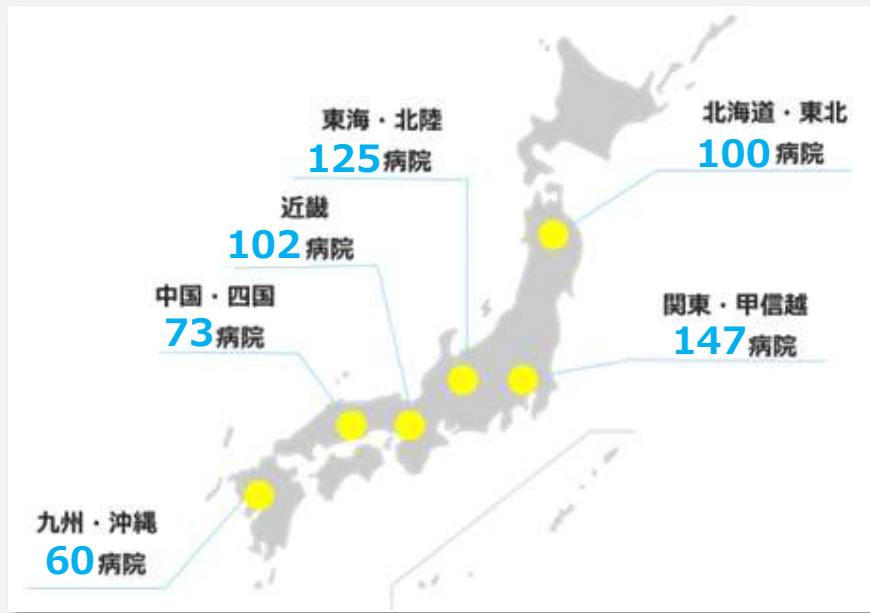 東海・北陸
125病院
北海道・東北
100病院
近畿
102病院
中国・四国
73病院
関東・甲信越
147病院
九州・沖縄
60病院